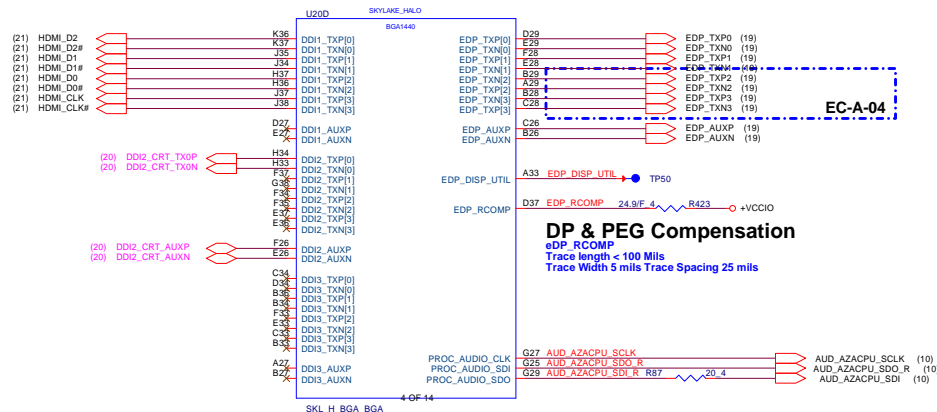 U20D
SKYLAKE_HALO
BGA1440
(21) HDMI_D2 K36 DDI1_TXP[0] EDP_TXP[0] D29 EDP_TXP0 (19)
(21) HDMI_D2# K37 DDI1_TXN[0] EDP_TXN[0] E29 EDP_TXN0 (19)
(21) HDMI_D1 J35 DDI1_TXP[1] EDP_TXP[1] F28 EDP_TXP1 (19)
(21) HDMI_D1# J34 DDI1_TXN[1] EDP_TXN[1] E28 EDP_TXN1 (19)
(21) HDMI_D0 H37 DDI1_TXP[2] EDP_TXP[2] B29 EDP_TXP2 (19)
(21) HDMI_D0# H36 DDI1_TXN[2] EDP_TXN[2] A29 EDP_TXN2 (19)
(21) HDMI_CLK J37 DDI1_TXP[3] EDP_TXP[3] B28 EDP_TXP3 (19)
(21) HDMI_CLK# J38 DDI1_TXN[3] EDP_TXN[3] C28 EDP_TXN3 (19)
EC-A-04
D27 DDI1_AUXP EDP_AUXP C26 EDP_AUXP (19)
E27 DDI1_AUXN EDP_AUXN B26 EDP_AUXN (19)
(20) DDI2_CRT_TX0P H34 DDI2_TXP[0]
(20) DDI2_CRT_TX0N H33 DDI2_TXN[0]
F37 DDI2_TXP[1] EDP_DISP_UTIL A33 EDP_DISP_UTIL TP50
G38 DDI2_TXN[1]
F34 DDI2_TXP[2]
F35 DDI2_TXN[2] EDP_RCOMP D37 EDP_RCOMP 24.9/F_4 R423 +VCCIO
E37 DDI2_TXP[3]
E36 DDI2_TXN[3]
DP & PEG Compensation
eDP_RCOMP
Trace length < 100 Mils
Trace Width 5 mils Trace Spacing 25 mils
(20) DDI2_CRT_AUXP F26 DDI2_AUXP
(20) DDI2_CRT_AUXN E26 DDI2_AUXN
C34 DDI3_TXP[0]
D34 DDI3_TXN[0]
B36 DDI3_TXP[1]
B34 DDI3_TXN[1]
F33 DDI3_TXP[2]
E33 DDI3_TXN[2]
C33 DDI3_TXP[3]
B33 DDI3_TXN[3]
PROC_AUDIO_CLK G27 AUD_AZACPU_SCLK AUD_AZACPU_SCLK (10)
A27 DDI3_AUXP PROC_AUDIO_SDI G25 AUD_AZACPU_SDO_R AUD_AZACPU_SDO_R (10
B27 DDI3_AUXN PROC_AUDIO_SDO G29 AUD_AZACPU_SDI_R R87 20_4 AUD_AZACPU_SDI (10)
4 OF 14
SKL_H_BGA_BGA